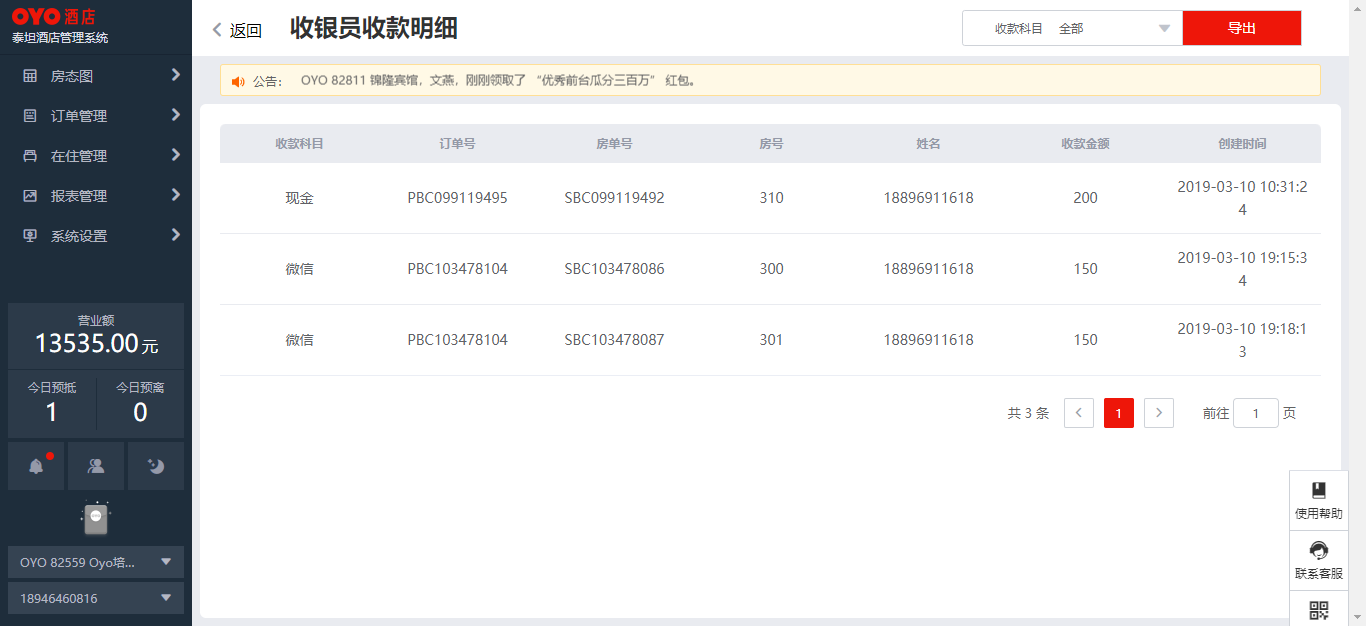 OYO 酒店
泰坦酒店管理系统
房态图
订单管理
在住管理
报表管理
系统设置
营业额
13535.00元
今日预抵 今日预离
1 0
OYO 82559 Oyo培...
18946460816
返回 收银员收款明细
收款科目 全部
导出
公告： OYO 82811 锦隆宾馆，文燕，刚刚领取了 “优秀前台瓜分三百万” 红包。
收款科目 订单号 房单号 房号 姓名 收款金额 创建时间
现金 PBC099119495 SBC099119492 310 18896911618 200 2019-03-10 10:31:2
4
微信 PBC103478104 SBC103478086 300 18896911618 150 2019-03-10 19:15:3
4
微信 PBC103478104 SBC103478087 301 18896911618 150 2019-03-10 19:18:1
3
共 3 条 1 前往 1 页
使用帮助
联系客服